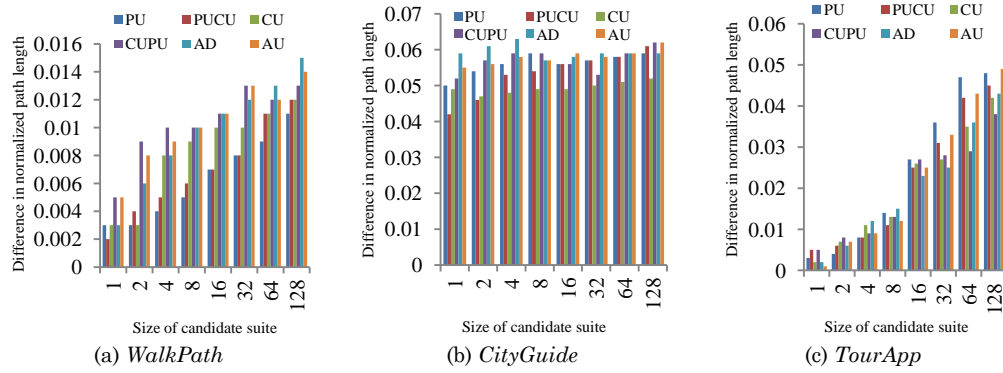 PU PUCU CU
CUPU AD AU
Difference in normalized path length
0.016
0.014
0.012
0.01
0.008
0.006
0.004
0.002
0
1 2 4 8 16 32 64 128
Size of candidate suite
(a) WalkPath
PU PUCU CU
CUPU AD AU
Difference in normalized path length
0.07
0.06
0.05
0.04
0.03
0.02
0.01
0
1 2 4 8 16 32 64 128
Size of candidate suite
(b) CityGuide
PU PUCU CU
CUPU AD AU
Difference in normalized path length
0.06
0.05
0.04
0.03
0.02
0.01
0
1 2 4 8 16 32 64 128
Size of candidate suite
(c) TourApp